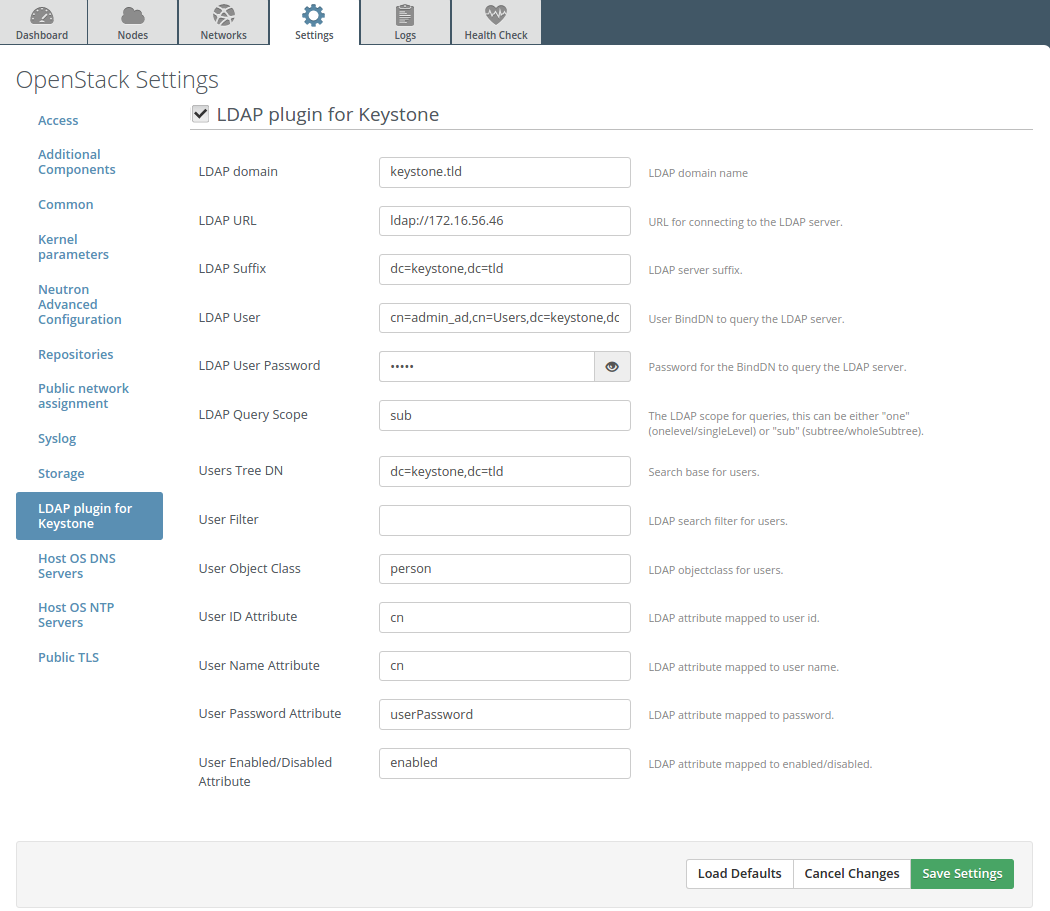 Dashboard
Nodes
Networks
Settings
Logs
Health Check
OpenStack Settings
Access
Additional
Components
Common
Kernel
parameters
Neutron
Advanced
Configuration
Repositories
Public network
assignment
Syslog
Storage
LDAP plugin for
Keystone
Host OS DNS
Servers
Host OS NTP
Servers
Public TLS
LDAP plugin for Keystone
LDAP domain
keystone.tld
LDAP domain name
LDAP URL
ldap://172.16.56.46
URL for connecting to the LDAP server.
LDAP Suffix
dc=keystone,dc=tld
LDAP server suffix.
LDAP User
cn=admin_ad,cn=Users,dc=keystone,dc
User BindDN to query the LDAP server.
LDAP User Password
•••••
Password for the BindDN to query the LDAP server.
LDAP Query Scope
sub
The LDAP scope for queries, this can be either "one"
(onelevel/singleLevel) or "sub" (subtree/wholeSubtree).
Users Tree DN
dc=keystone,dc=tld
Search base for users.
User Filter
LDAP search filter for users.
User Object Class
person
LDAP objectclass for users.
User ID Attribute
cn
LDAP attribute mapped to user id.
User Name Attribute
cn
LDAP attribute mapped to user name.
User Password Attribute
userPassword
LDAP attribute mapped to password.
User Enabled/Disabled
Attribute
enabled
LDAP attribute mapped to enabled/disabled.
Load Defaults
Cancel Changes
Save Settings